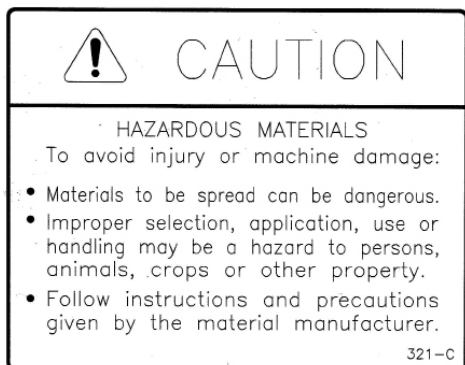 CAUTION
HAZARDOUS MATERIALS
To avoid injury or machine damage:
• Materials to be spread can be dangerous.
• Improper selection, application, use or
handling may be a hazard to persons,
animals, crops or other property.
• Follow instructions and precautions
given by the material manufacturer.
321-C